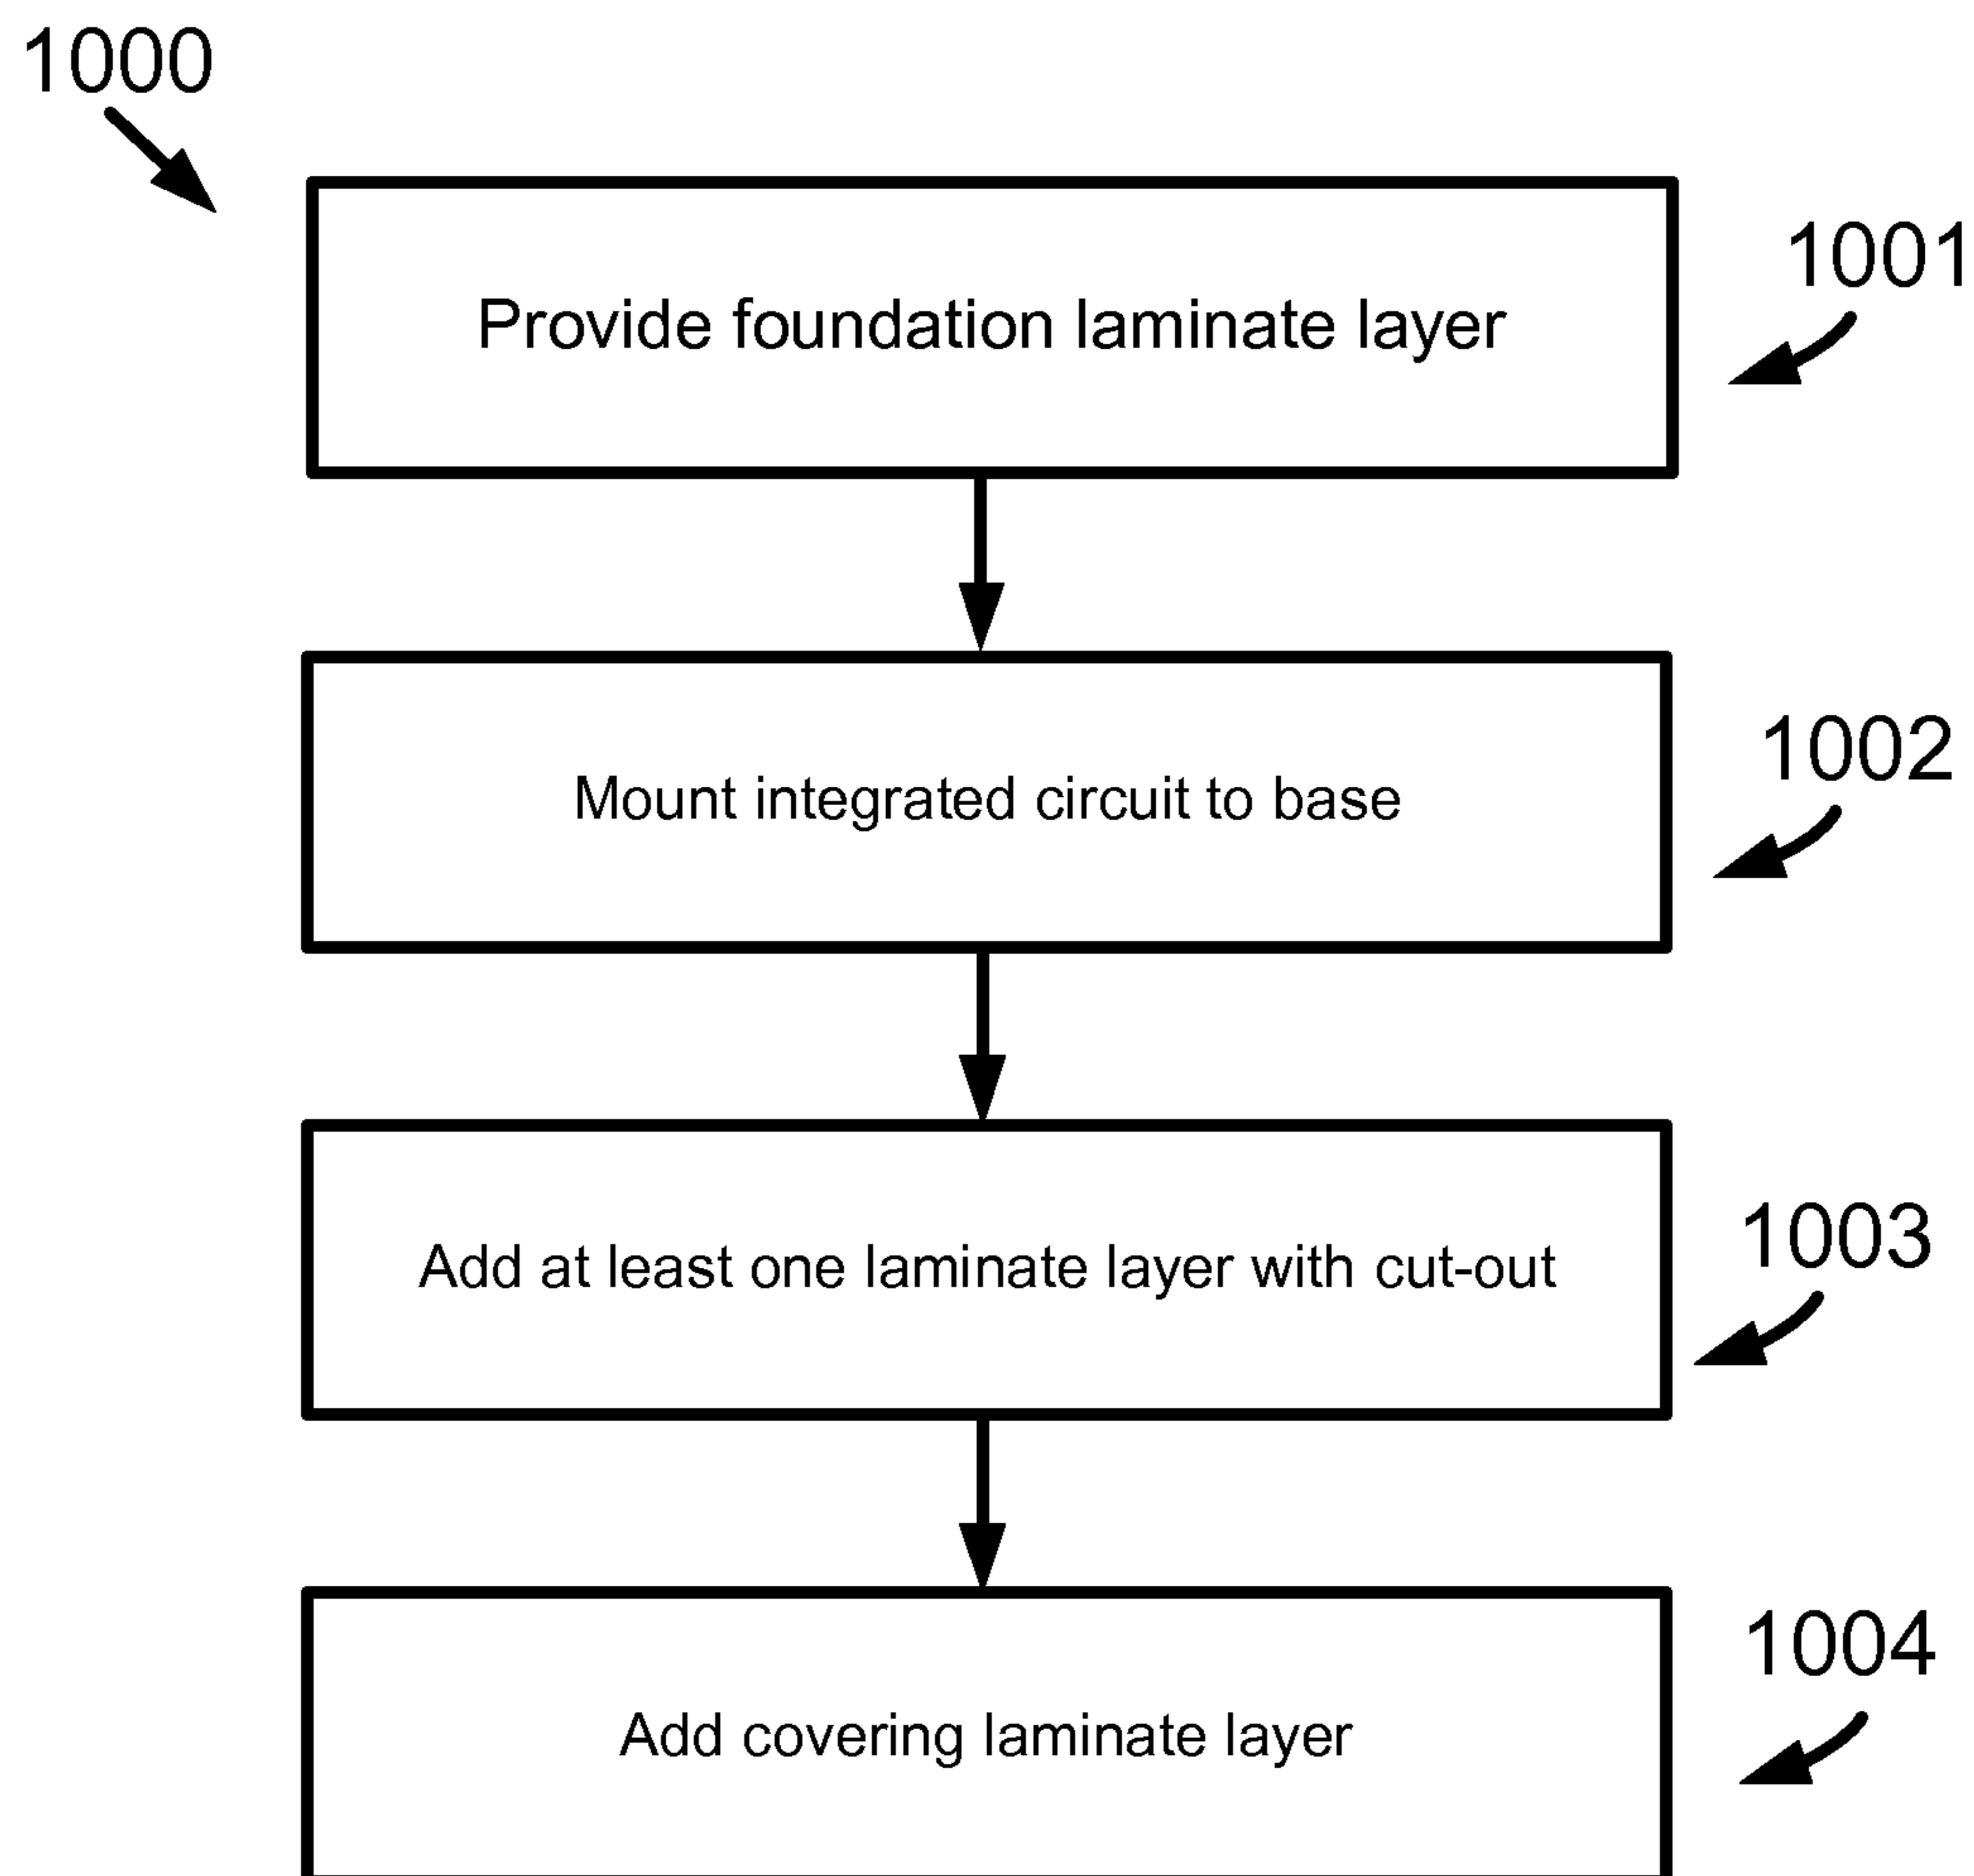 1000
Provide foundation laminate layer
1001
Mount integrated circuit to base
1002
Add at least one laminate layer with cut-out
1003
Add covering laminate layer
1004